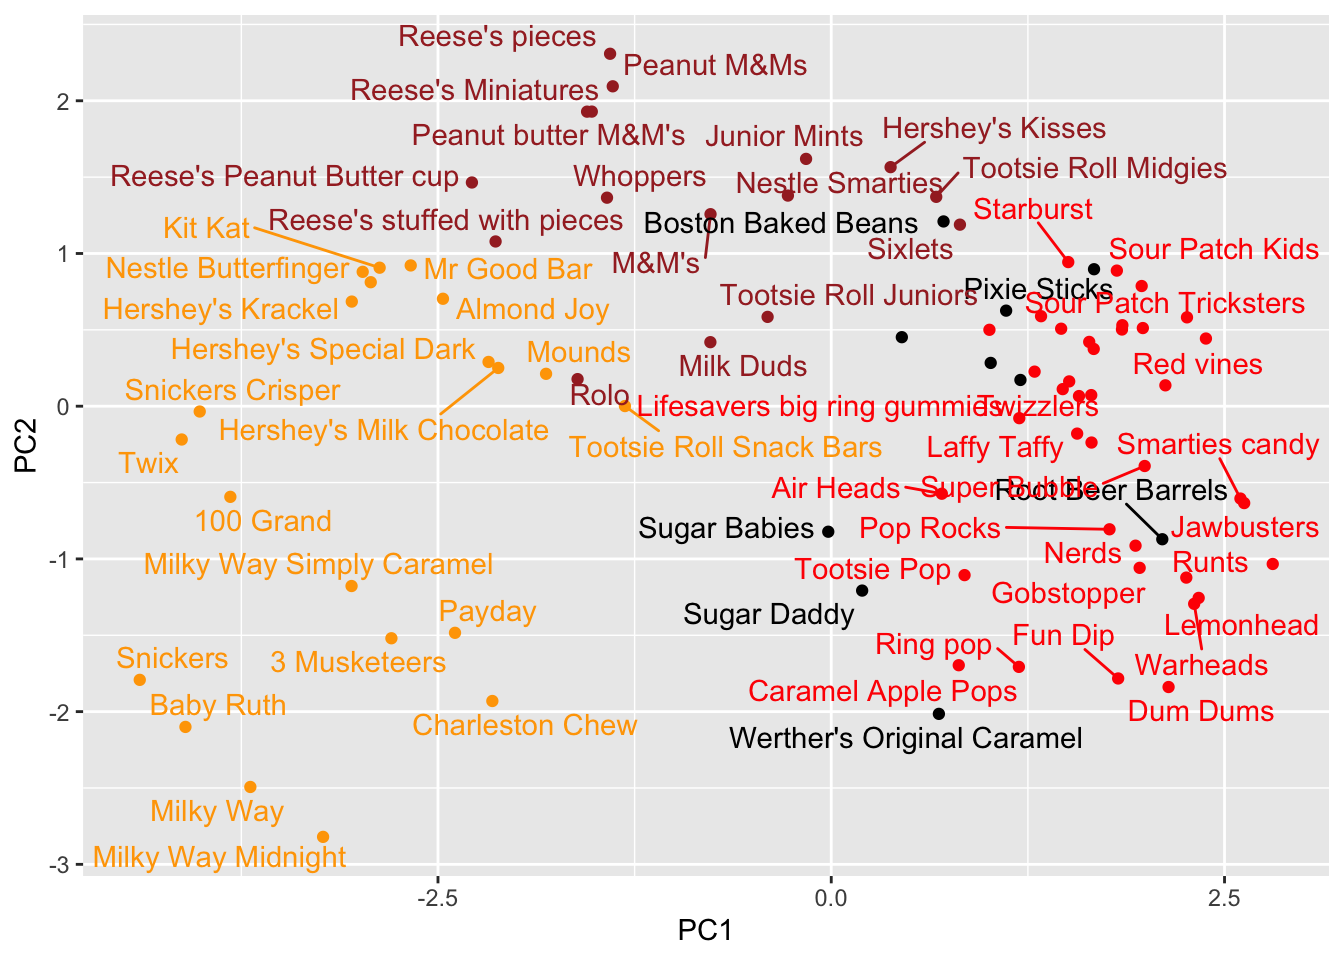 Reese's pieces
Peanut M&Ms
Reese's Miniatures
Peanut butter M&M's
Junior Mints
Hershey's Kisses
Reese's Peanut Butter cup
Whoppers
Nestle Smarties
Tootsie Roll Midgies
Kit Kat
Reese's stuffed with pieces
Boston Baked Beans
Starburst
Nestle Butterfinger
Mr Good Bar
M&M's
Sixlets
Sour Patch Kids
Hershey's Krackel
Almond Joy
Tootsie Roll Juniors
Pixie Sticks
Sour Patch Tricksters
Hershey's Special Dark
Mounds
Milk Duds
Red vines
Snickers Crisper
Rolo
Lifesavers big ring gummies
Twizzlers
Hershey's Milk Chocolate
Tootsie Roll Snack Bars
Laffy Taffy
Smarties candy
Twix
Air Heads
Super Bubble
Root Beer Barrels
100 Grand
Sugar Babies
Pop Rocks
Jawbusters
Milky Way Simply Caramel
Tootsie Pop
Nerds
Runts
Payday
Sugar Daddy
Gobstopper
Lemonhead
Snickers
3 Musketeers
Ring pop
Fun Dip
Warheads
Baby Ruth
Caramel Apple Pops
Dum Dums
Charleston Chew
Werther's Original Caramel
Milky Way
Milky Way Midnight
2
1
0
-1
-2
-3
PC2
-2.5
0.0
2.5
PC1